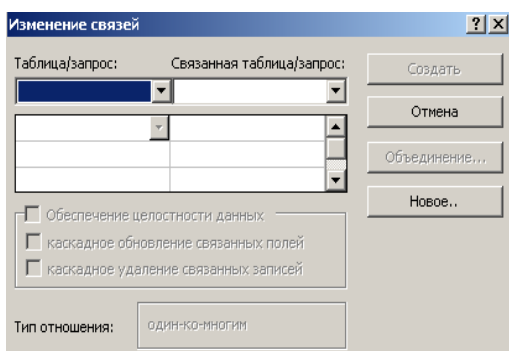 Изменение связей
Таблица/запрос: Связанная таблица/запрос:
Создать
Отмена
Объединение...
Новое..
Обеспечение целостности данных
каскадное обновление связанных полей
каскадное удаление связанных записей
Тип отношения: один-ко-многим